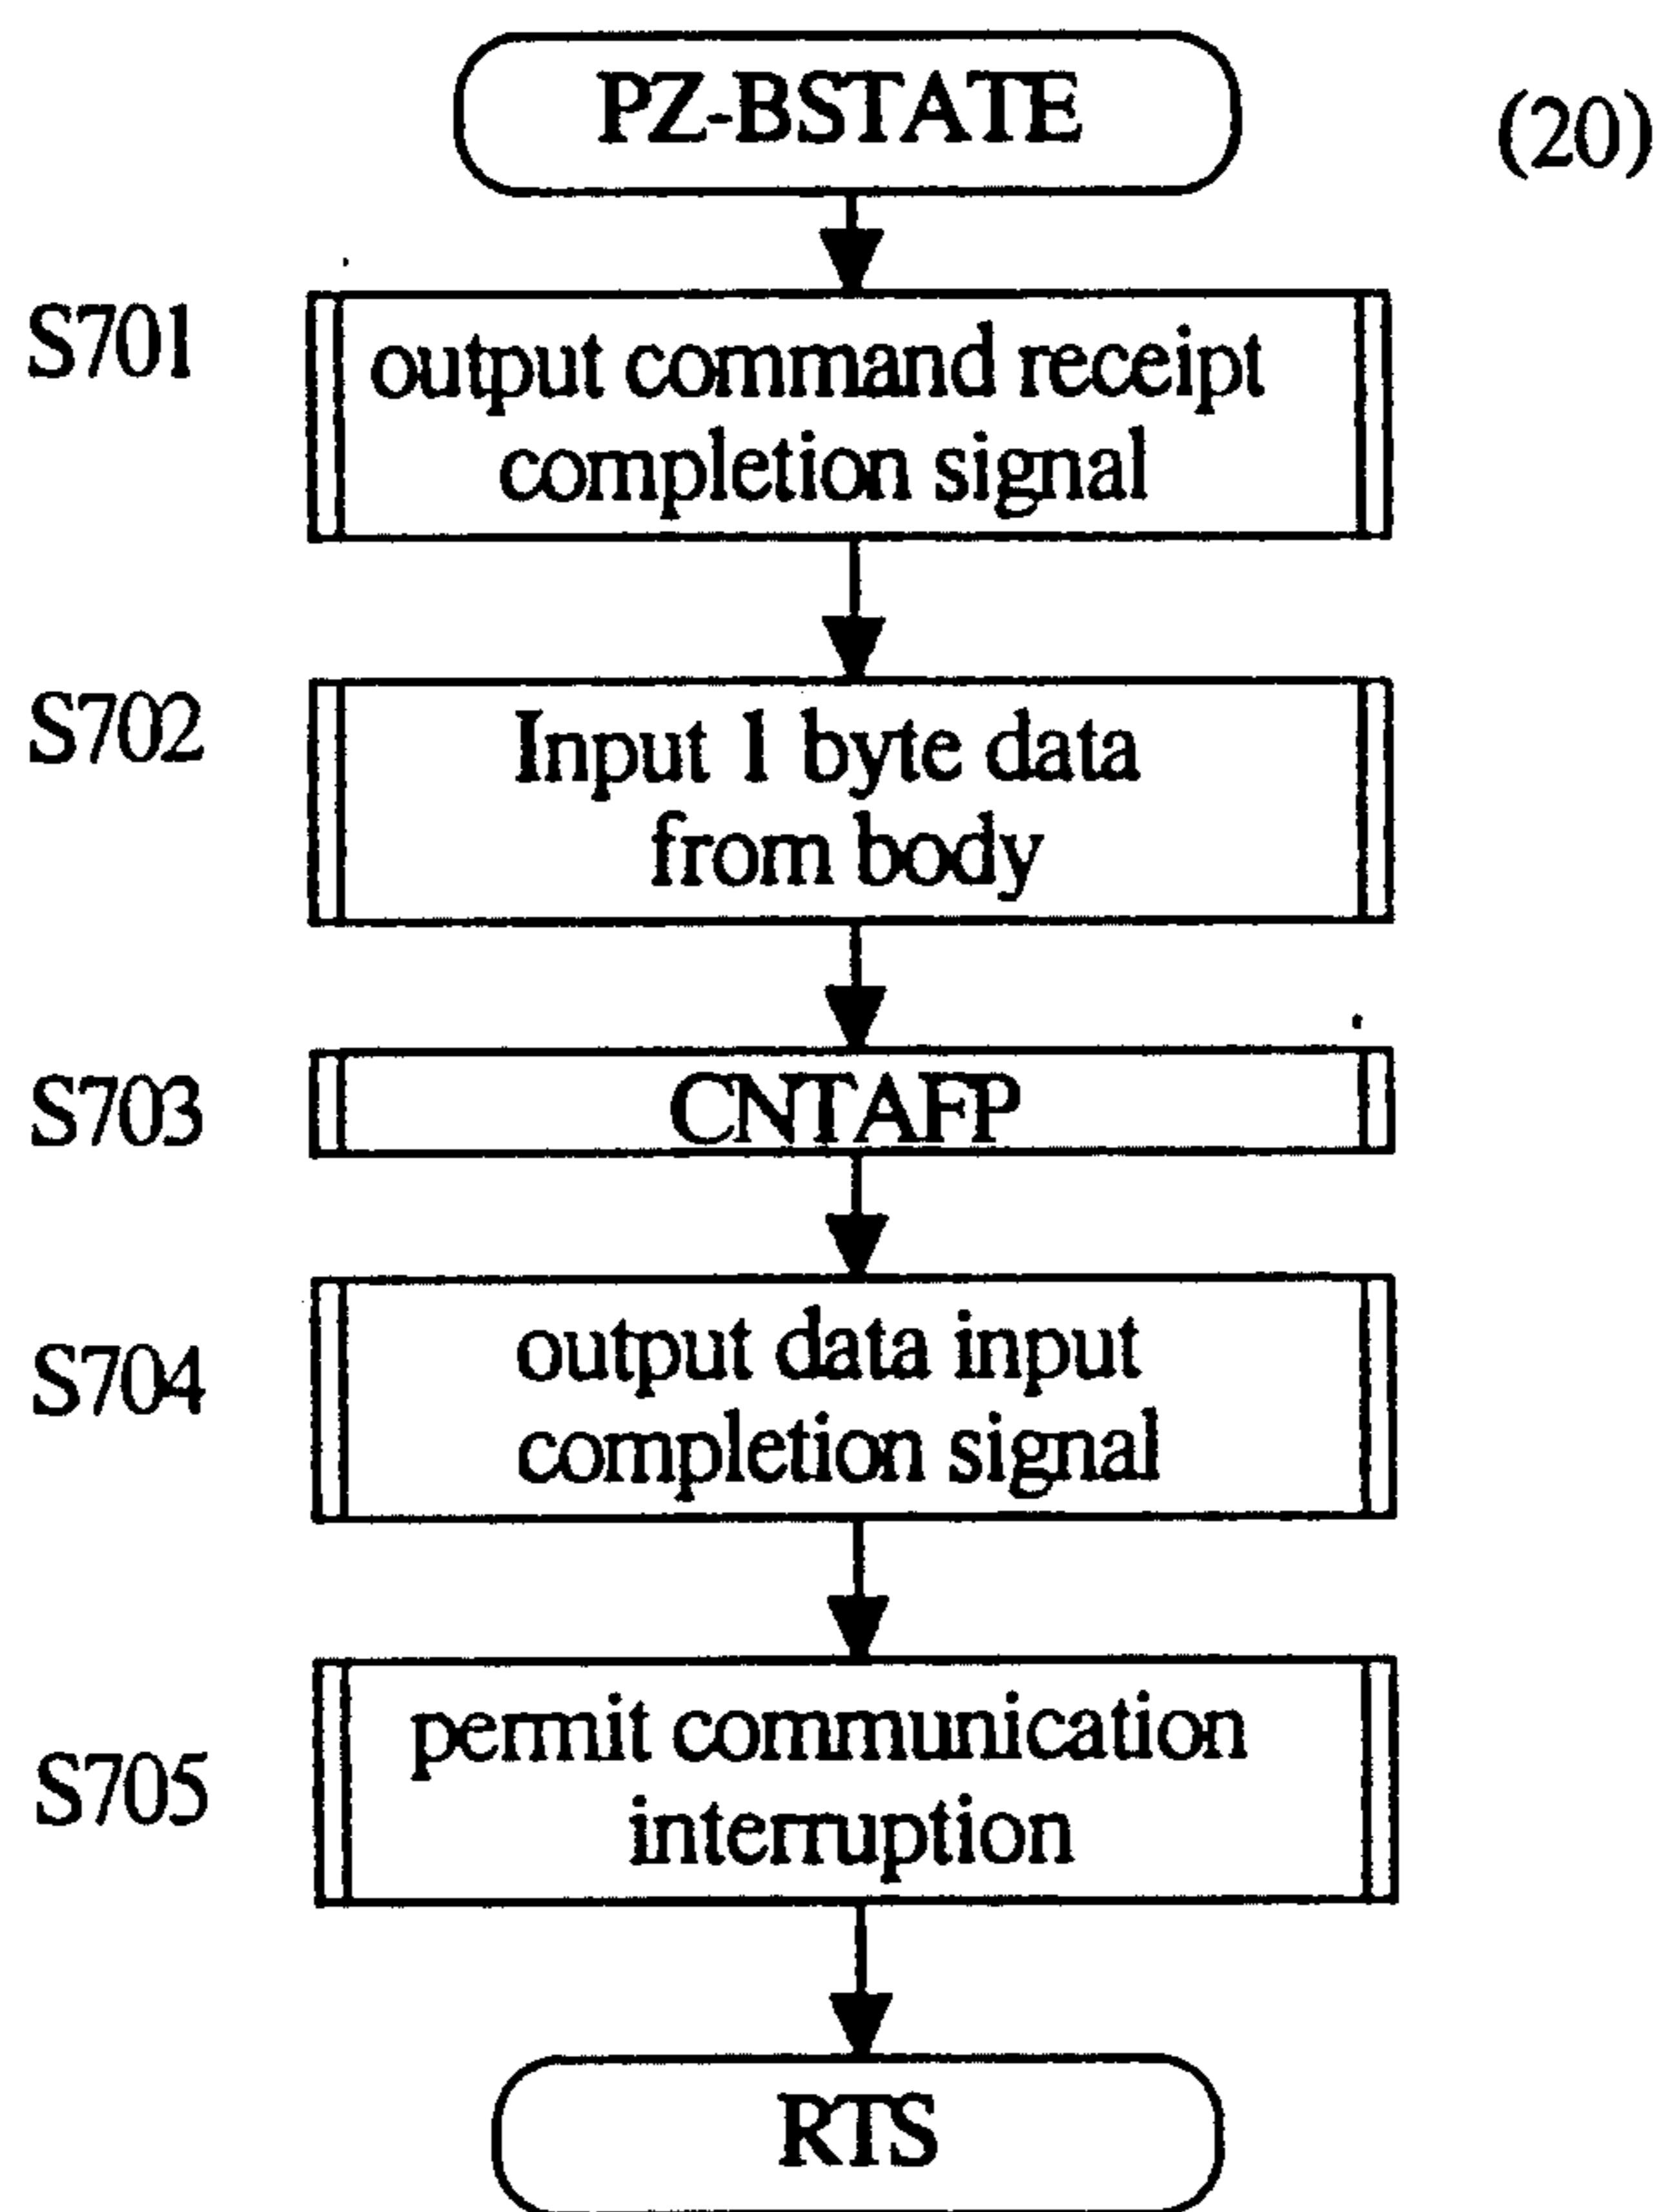 PZ-BSTATE
(20)
S701
output command receipt
completion signal
S702
Input 1 byte data
from body
S703
CNTAFP
S704
output data input
completion signal
S705
permit communication
interruption
RTS